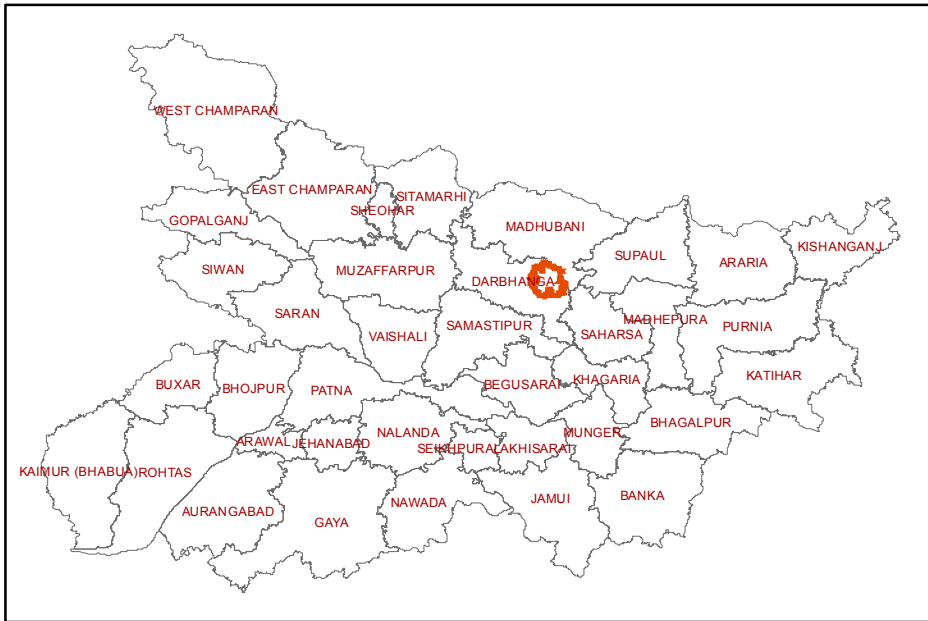 WEST CHAMPARAN
EAST CHAMPARAN
SITAMARHI
SHEOHAR
GOPALGANJ
MADHUBANI
KISHANGANJ
SUPAUL
ARARIA
SIWAN
MUZAFFARPUR
DARBHANGA
SARAN
VAISHALI
SAMASTIPUR
SAHARSA
MADHEPURA
PURNIA
BUXAR
BHOJPUR
PATNA
BEGUSARAI
KHAGARIA
KATIHAR
ARAWAL
JEHANABAD
NALANDA
SEIKHPURA
LAKHISARAI
MUNGER
BHAGALPUR
KAIMUR (BHABUA)
ROHTAS
AURANGABAD
GAYA
NAWADA
JAMUI
BANKA